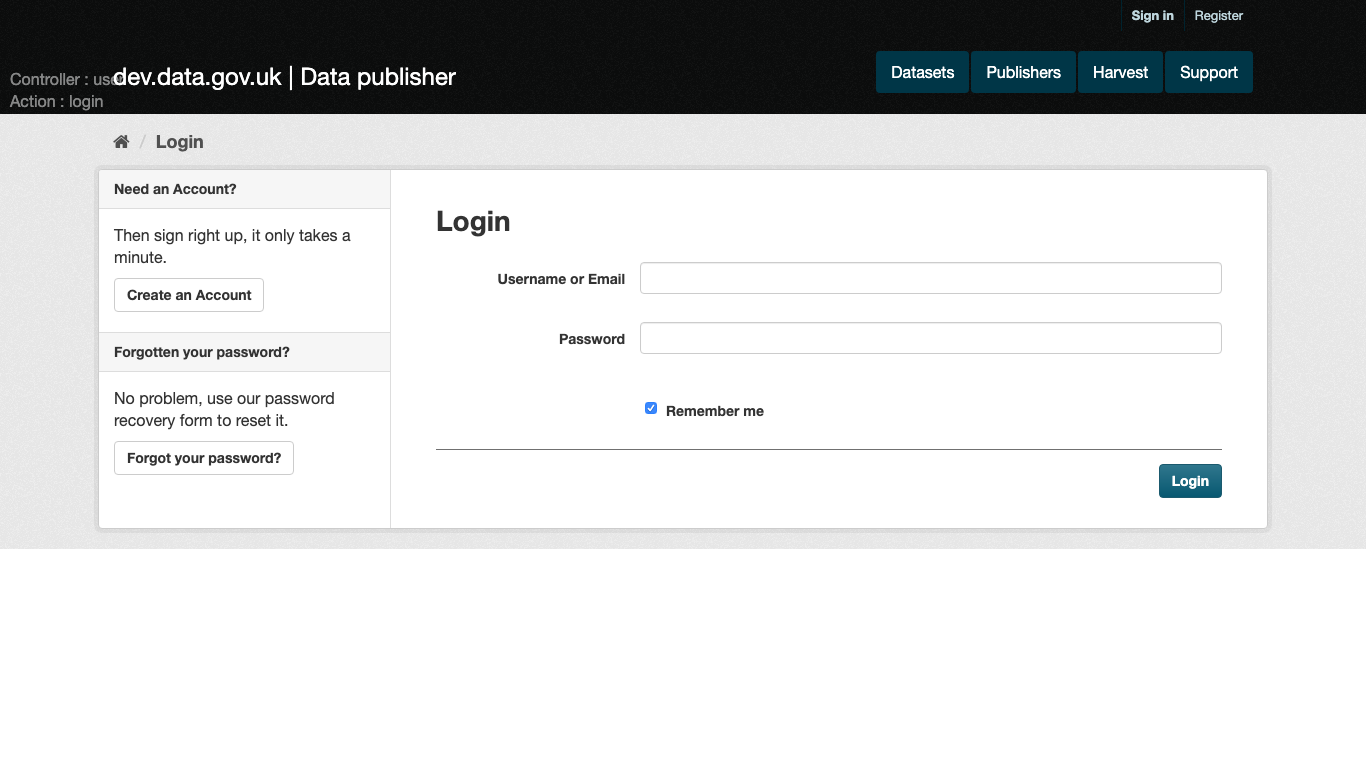 Sign in
Register
Controller : user
dev.data.gov.uk | Data publisher
Datasets
Publishers
Harvest
Support
Action : login
/ Login
Need an Account?
Then sign right up, it only takes a
minute.
Create an Account
Forgotten your password?
No problem, use our password
recovery form to reset it.
Forgot your password?
Login
Username or Email
Password
Remember me
Login